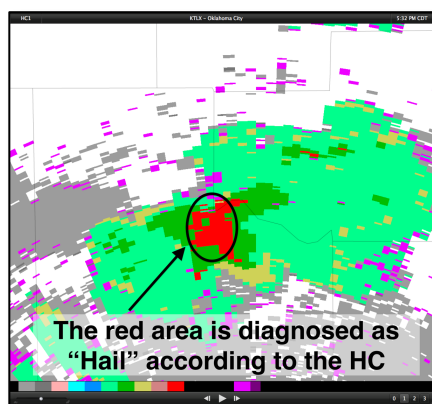 HC1 KTLX – Oklahoma City 5:32 PM CDT
The red area is diagnosed as
“Hail” according to the HC
0 1 2 3